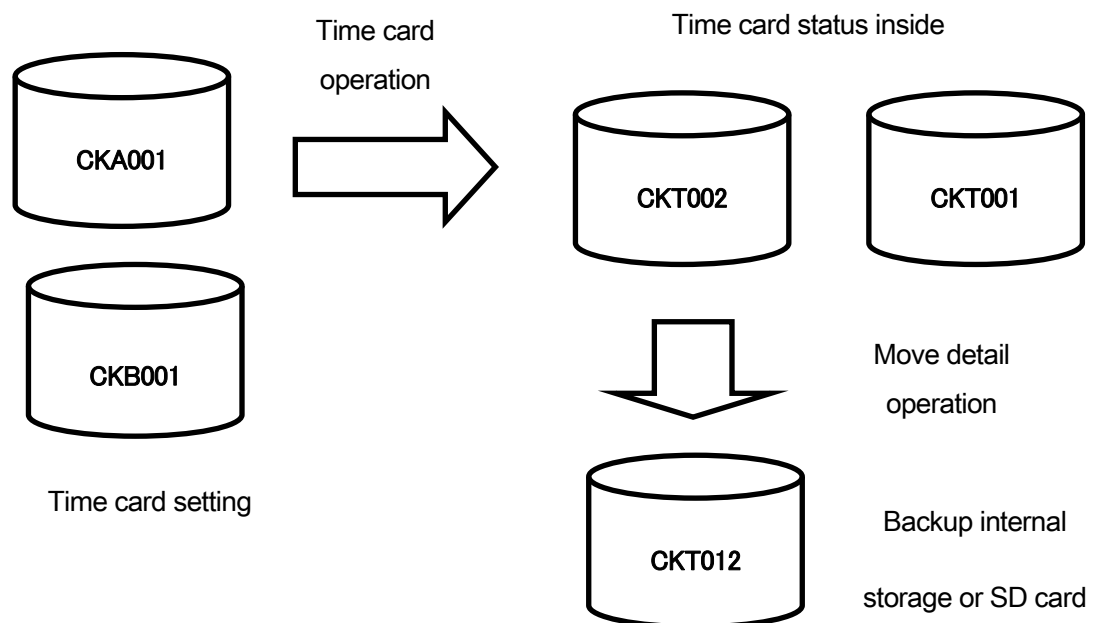 Time card
operation
Time card status inside
CKA001
CKT002
CKT001
CKB001
Move detail
operation
Time card setting
CKT012
Backup internal
storage or SD card